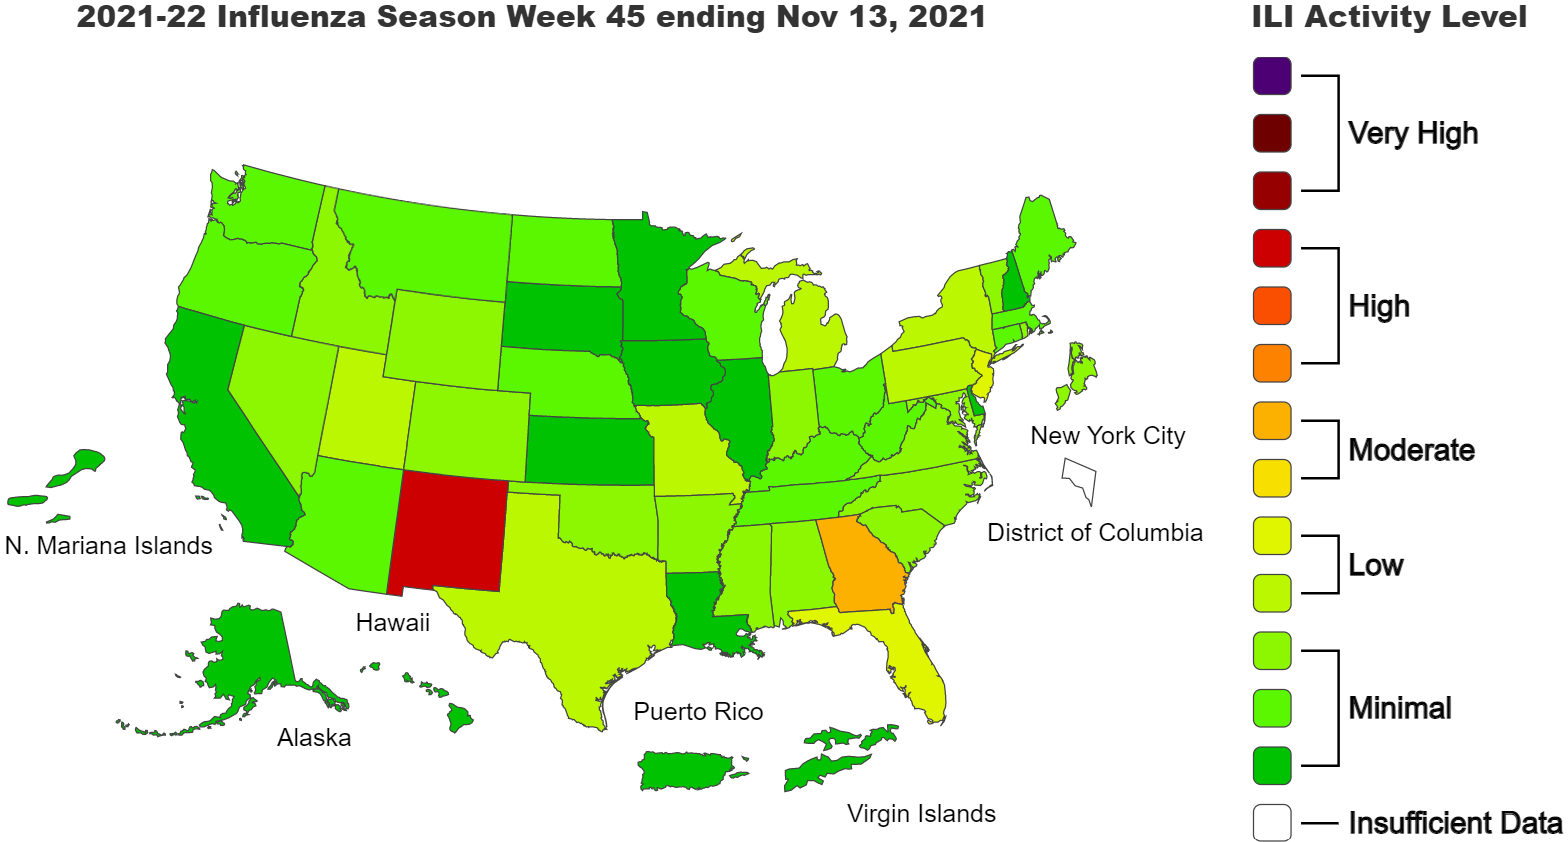 2021-22 Influenza Season Week 45 ending Nov 13, 2021
ILI Activity Level
Very High
High
Moderate
Low
Minimal
Insufficient Data
New York City
District of Columbia
N. Mariana Islands
Hawaii
Alaska
Puerto Rico
Virgin Islands